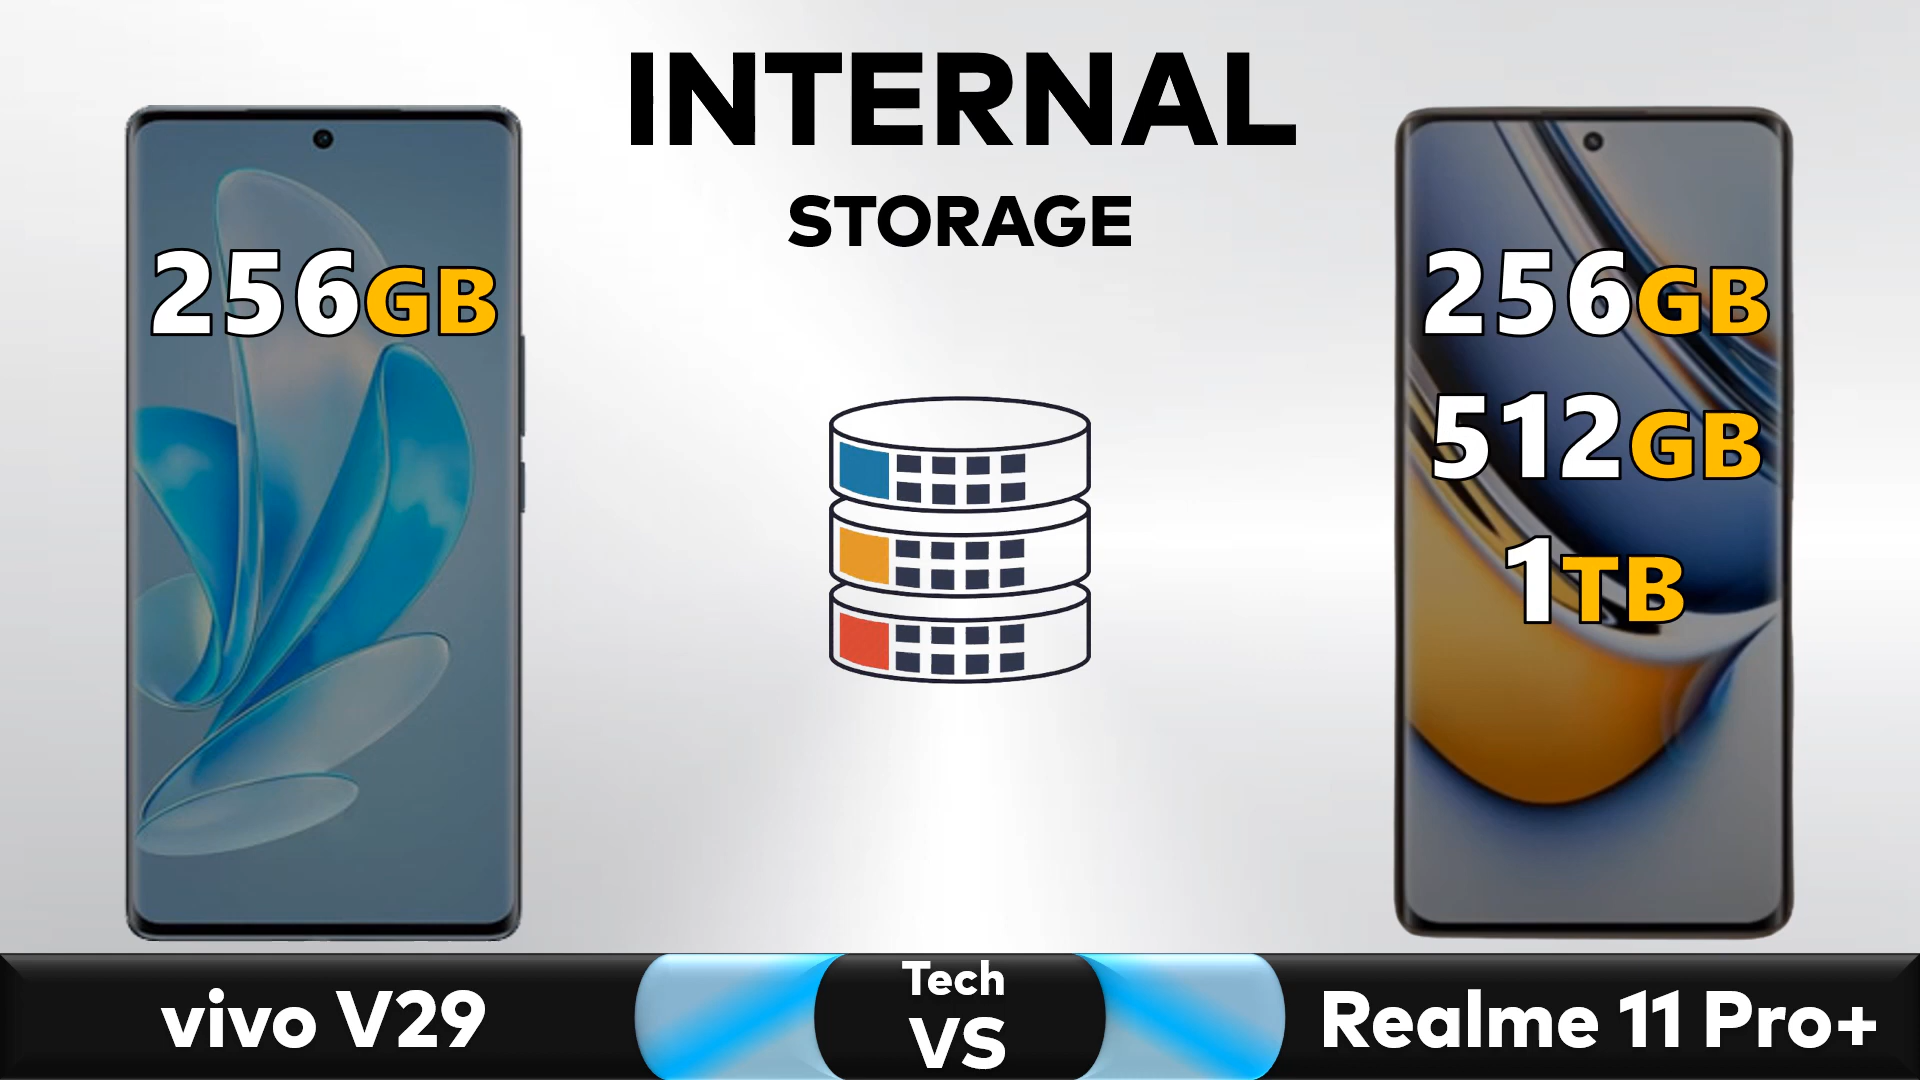 INTERNAL
STORAGE
256GB
256GB
512GB
1TB
vivo V29
Tech
VS
Realme 11 Pro+